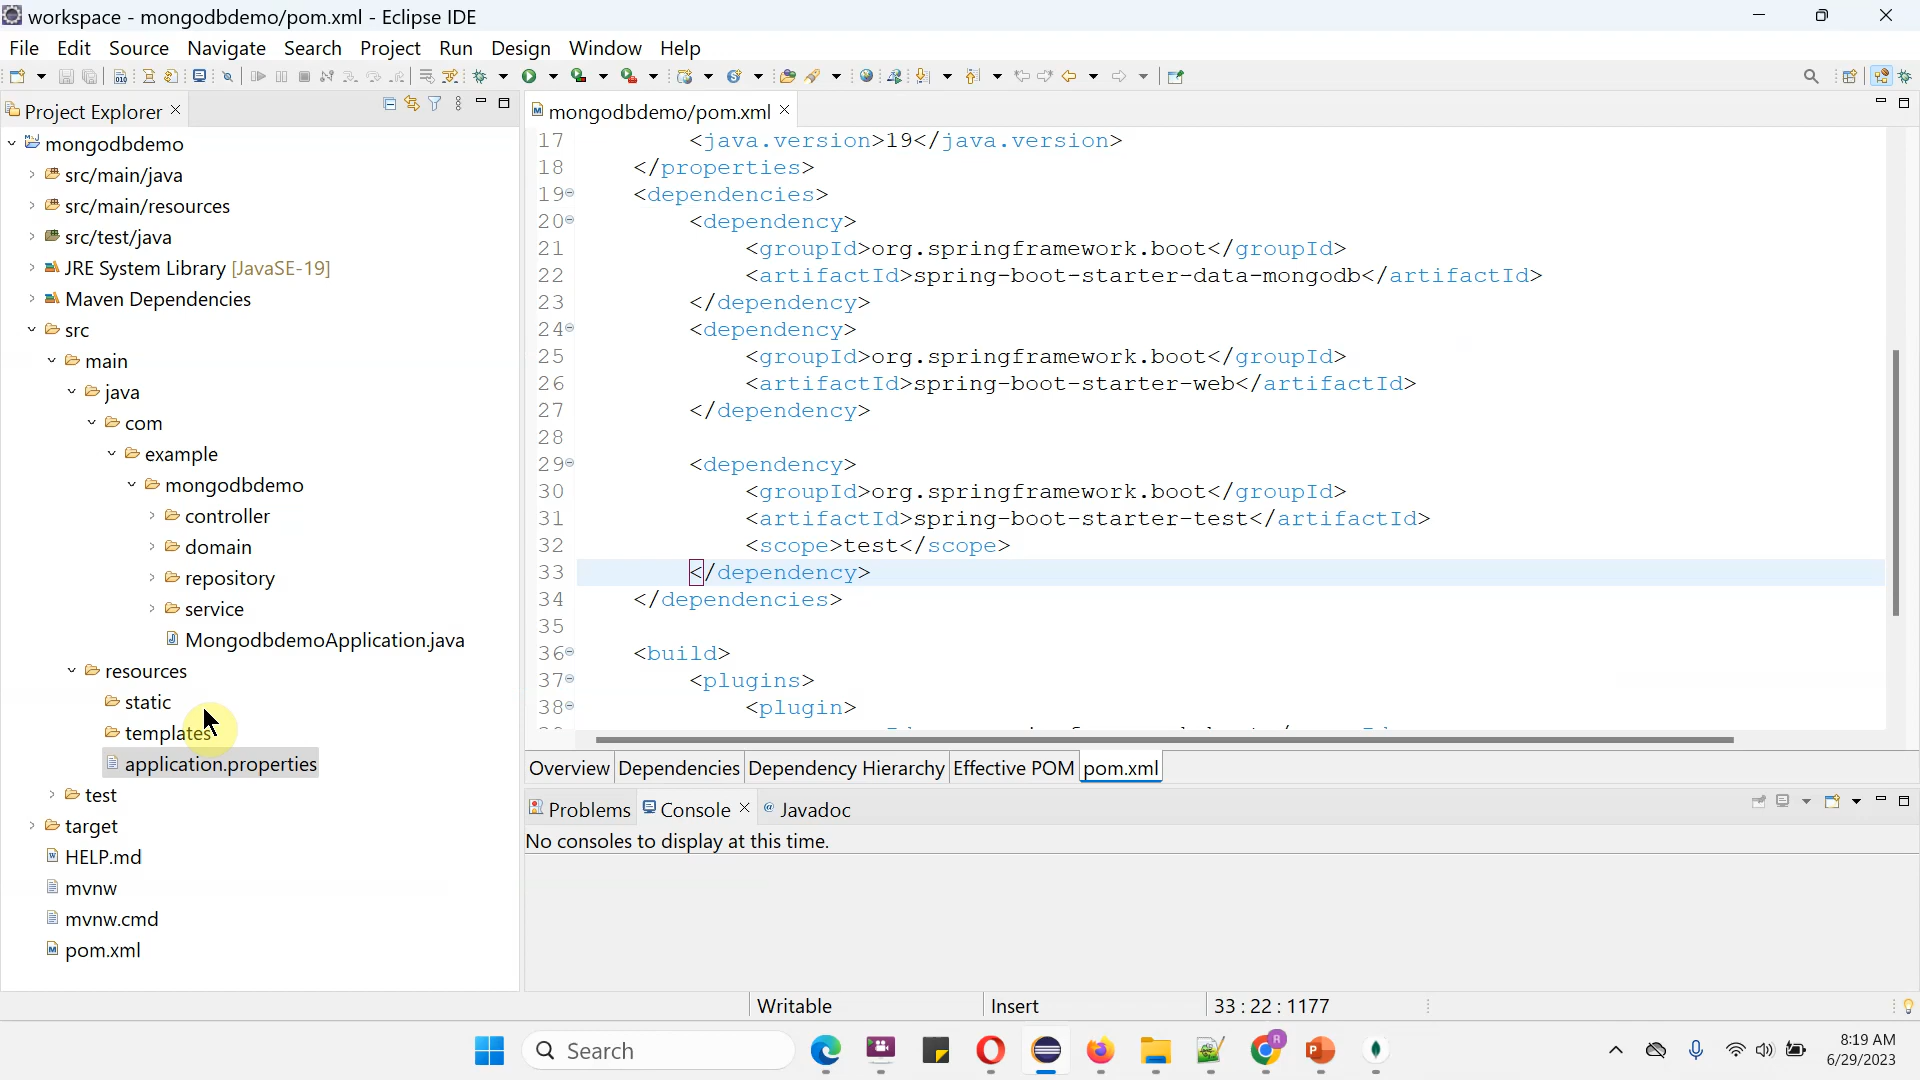 workspace - mongodbdemo/pom.xml - Eclipse IDE
File Edit Source Navigate Search Project Run Design Window Help
Project Explorer
mongodbdemo
src/main/java
src/main/resources
src/test/java
JRE System Library [JavaSE-19]
Maven Dependencies
src
main
java
com
example
mongodbdemo
controller
domain
repository
service
MongodbdemoApplication.java
resources
static
templates
application.properties
test
target
HELP.md
mvnw
mvnw.cmd
pom.xml
mongodbdemo/pom.xml
17 <java.version>19</java.version>
18 </properties>
19 <dependencies>
20 <dependency>
21 <groupId>org.springframework.boot</groupId>
22 <artifactId>spring-boot-starter-data-mongodb</artifactId>
23 </dependency>
24 <dependency>
25 <groupId>org.springframework.boot</groupId>
26 <artifactId>spring-boot-starter-web</artifactId>
27 </dependency>
28
29 <dependency>
30 <groupId>org.springframework.boot</groupId>
31 <artifactId>spring-boot-starter-test</artifactId>
32 <scope>test</scope>
33 </dependency>
34 </dependencies>
35
36 <build>
37 <plugins>
38 <plugin>
Overview Dependencies Dependency Hierarchy Effective POM pom.xml
Problems Console Javadoc
No consoles to display at this time.
Writable Insert 33 : 22 : 1177
Search
8:19 AM
6/29/2023